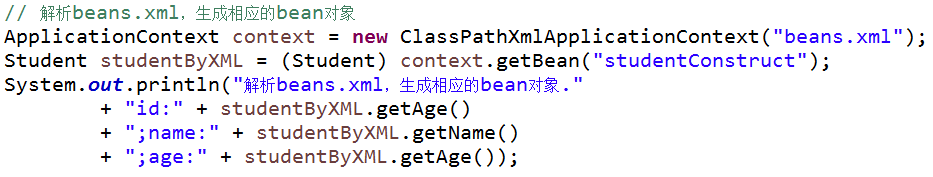 // 解析beans.xml，生成相应的bean对象
ApplicationContext context = new ClassPathXmlApplicationContext("beans.xml");
Student studentByXML = (Student) context.getBean("studentConstruct");
System.out.println("解析beans.xml，生成相应的bean对象."
+ "id:" + studentByXML.getAge()
+ ";name:" + studentByXML.getName()
+ ";age:" + studentByXML.getAge());